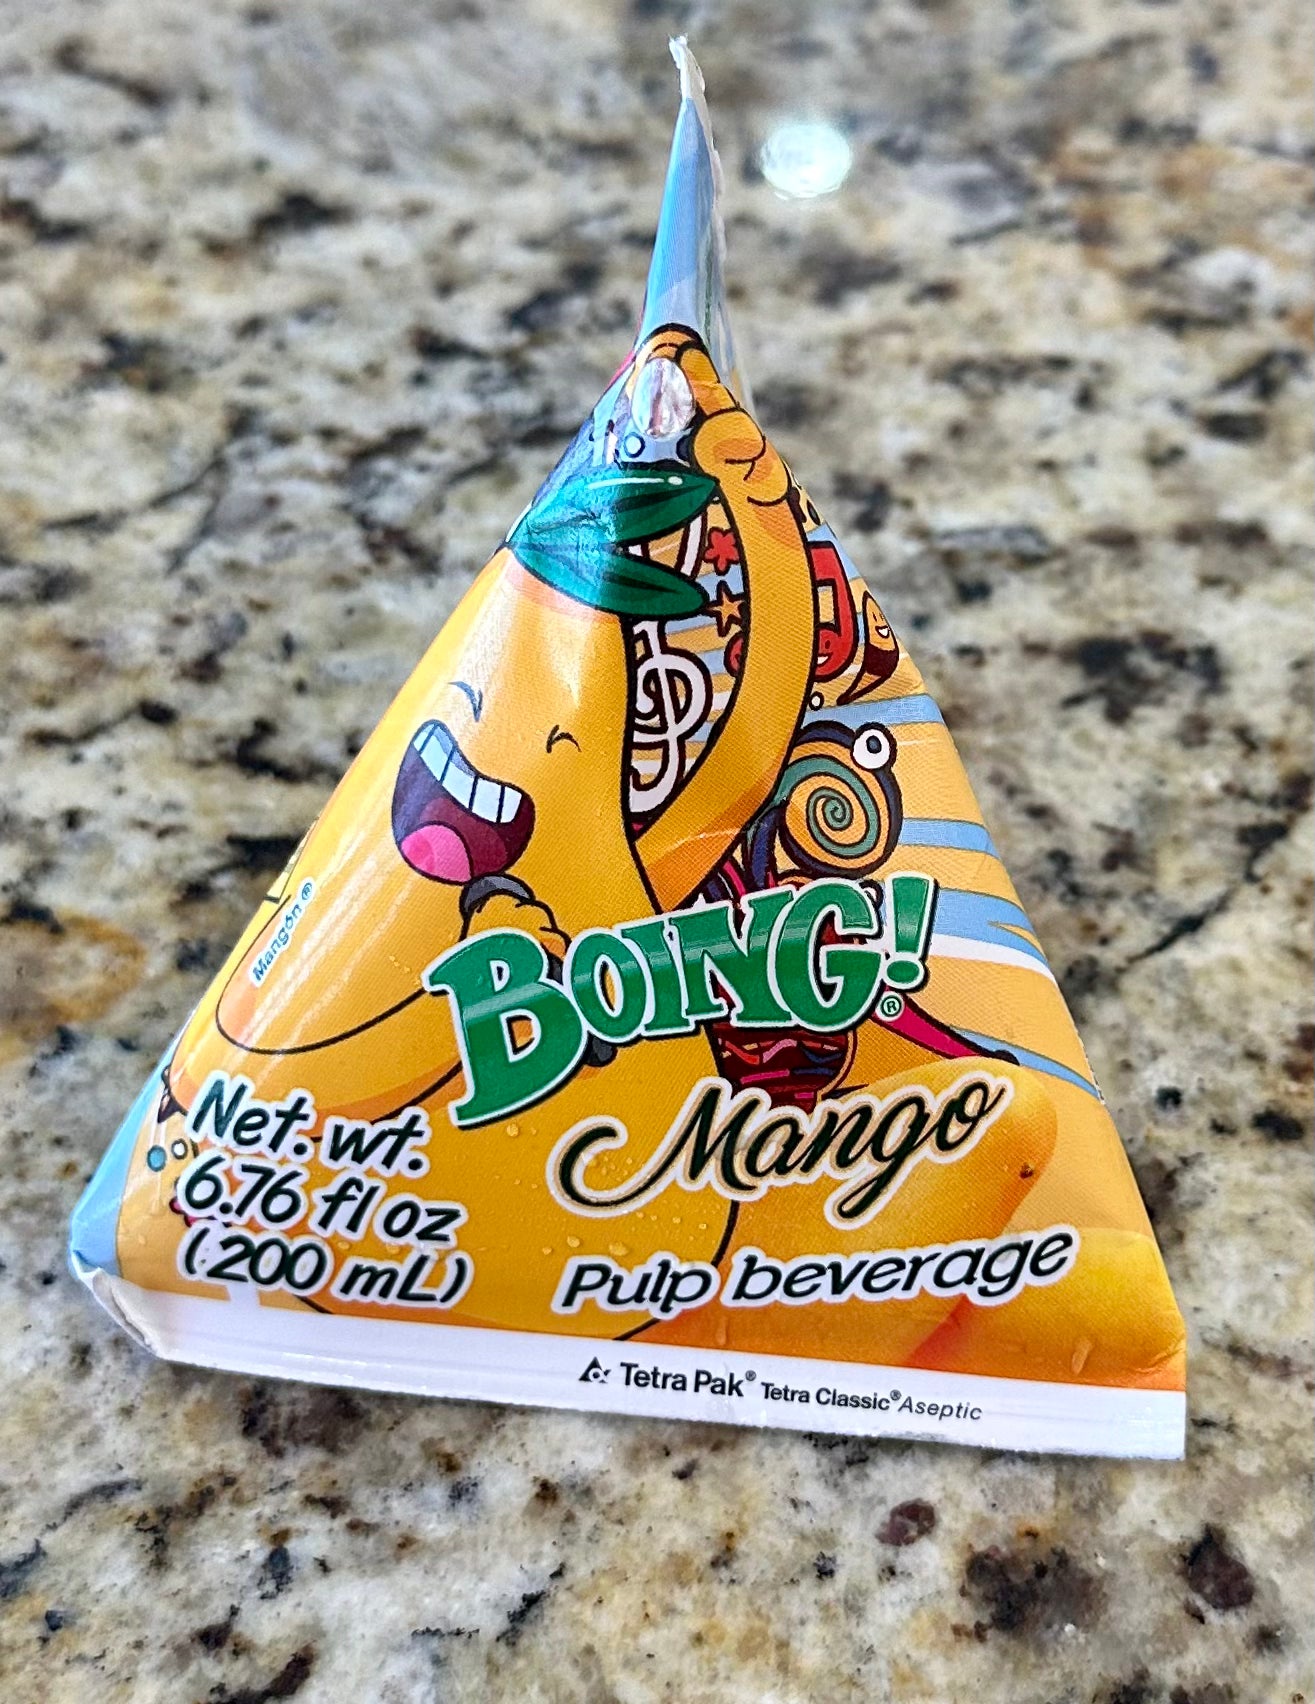 Mangón®
BOING!®
Mango
Net. wt.
6.76 fl oz
(200 mL)
Pulp beverage
Tetra Pak® Tetra Classic® Aseptic